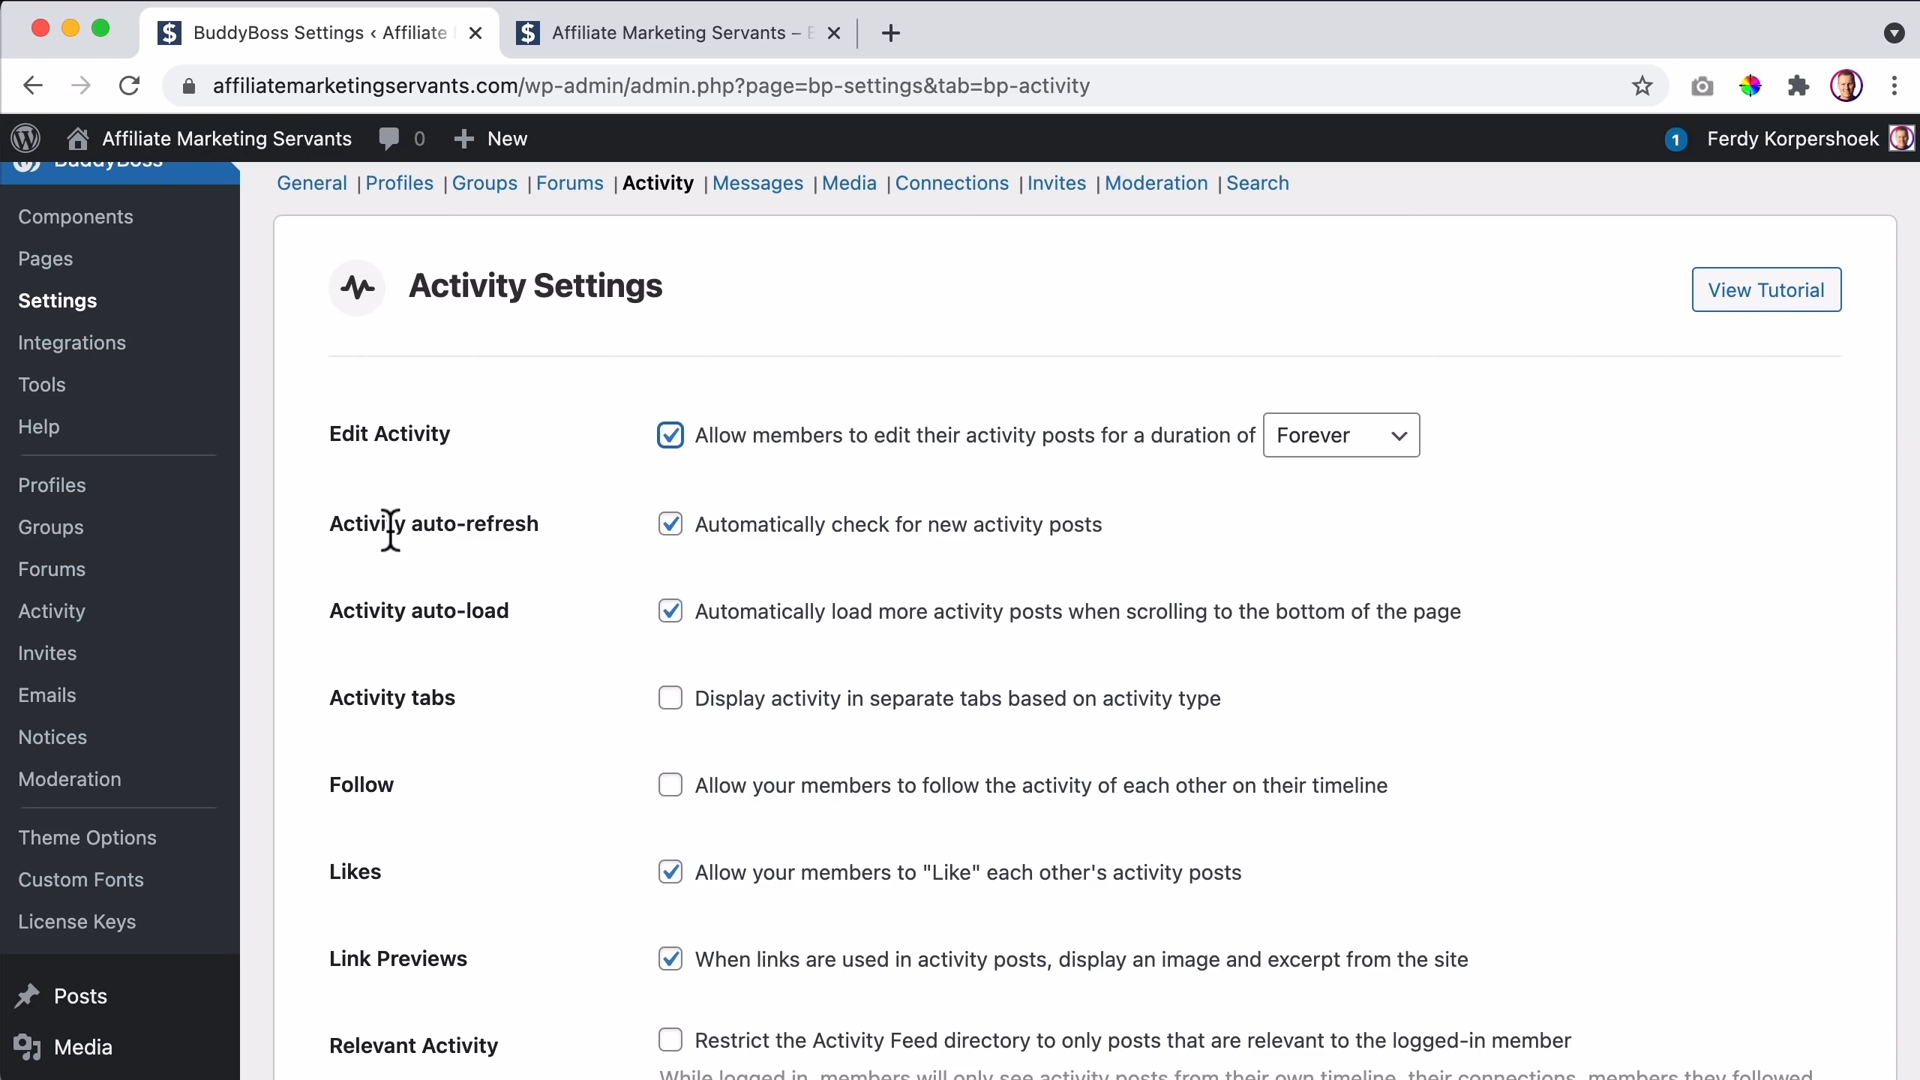 BuddyBoss Settings ‹ Affiliate
Affiliate Marketing Servants –
affiliatemarketingservants.com/wp-admin/admin.php?page=bp-settings&tab=bp-activity
Affiliate Marketing Servants 0 New
1 Ferdy Korpershoek
BuddyBoss
Components
Pages
Settings
Integrations
Tools
Help
Profiles
Groups
Forums
Activity
Invites
Emails
Notices
Moderation
Theme Options
Custom Fonts
License Keys
Posts
Media
General | Profiles | Groups | Forums | Activity | Messages | Media | Connections | Invites | Moderation | Search
Activity Settings
View Tutorial
Edit Activity Allow members to edit their activity posts for a duration of Forever
Activity auto-refresh Automatically check for new activity posts
Activity auto-load Automatically load more activity posts when scrolling to the bottom of the page
Activity tabs Display activity in separate tabs based on activity type
Follow Allow your members to follow the activity of each other on their timeline
Likes Allow your members to "Like" each other's activity posts
Link Previews When links are used in activity posts, display an image and excerpt from the site
Relevant Activity Restrict the Activity Feed directory to only posts that are relevant to the logged-in member
While logged in, members will only see activity posts from their own timeline, their connections, members they followed